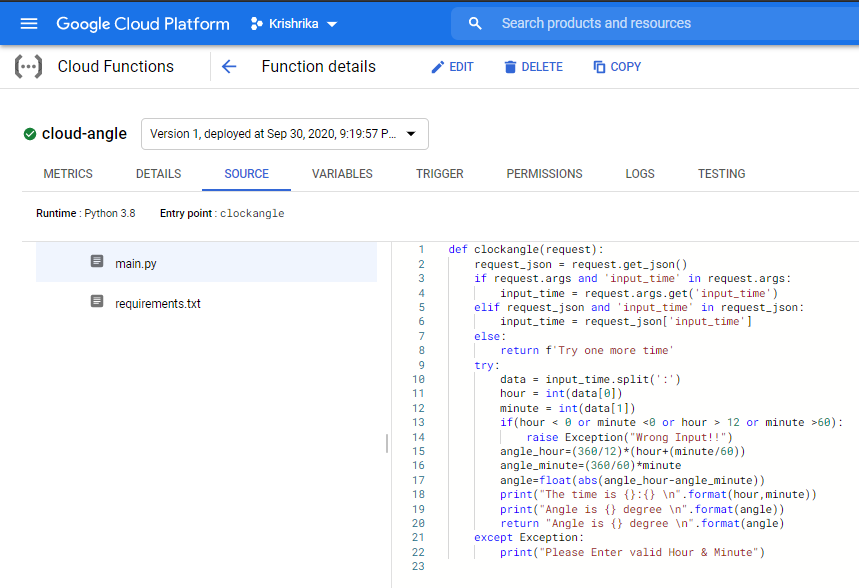 Google Cloud Platform Krishrika Search products and resources
Cloud Functions Function details EDIT DELETE COPY
cloud-angle Version 1, deployed at Sep 30, 2020, 9:19:57 P...
METRICS DETAILS SOURCE VARIABLES TRIGGER PERMISSIONS LOGS TESTING
Runtime : Python 3.8 Entry point : clockangle
main.py
requirements.txt
1 def clockangle(request):
2 request_json = request.get_json()
3 if request.args and 'input_time' in request.args:
4 input_time = request.args.get('input_time')
5 elif request_json and 'input_time' in request_json:
6 input_time = request_json['input_time']
7 else:
8 return f'Try one more time'
9 try:
10 data = input_time.split(':')
11 hour = int(data[0])
12 minute = int(data[1])
13 if(hour < 0 or minute <0 or hour > 12 or minute >60):
14 raise Exception("Wrong Input!!")
15 angle_hour=(360/12)*(hour+(minute/60))
16 angle_minute=(360/60)*minute
17 angle=float(abs(angle_hour-angle_minute))
18 print("The time is {}:{} \n".format(hour,minute))
19 print("Angle is {} degree \n".format(angle))
20 return "Angle is {} degree \n".format(angle)
21 except Exception:
22 print("Please Enter valid Hour & Minute")
23